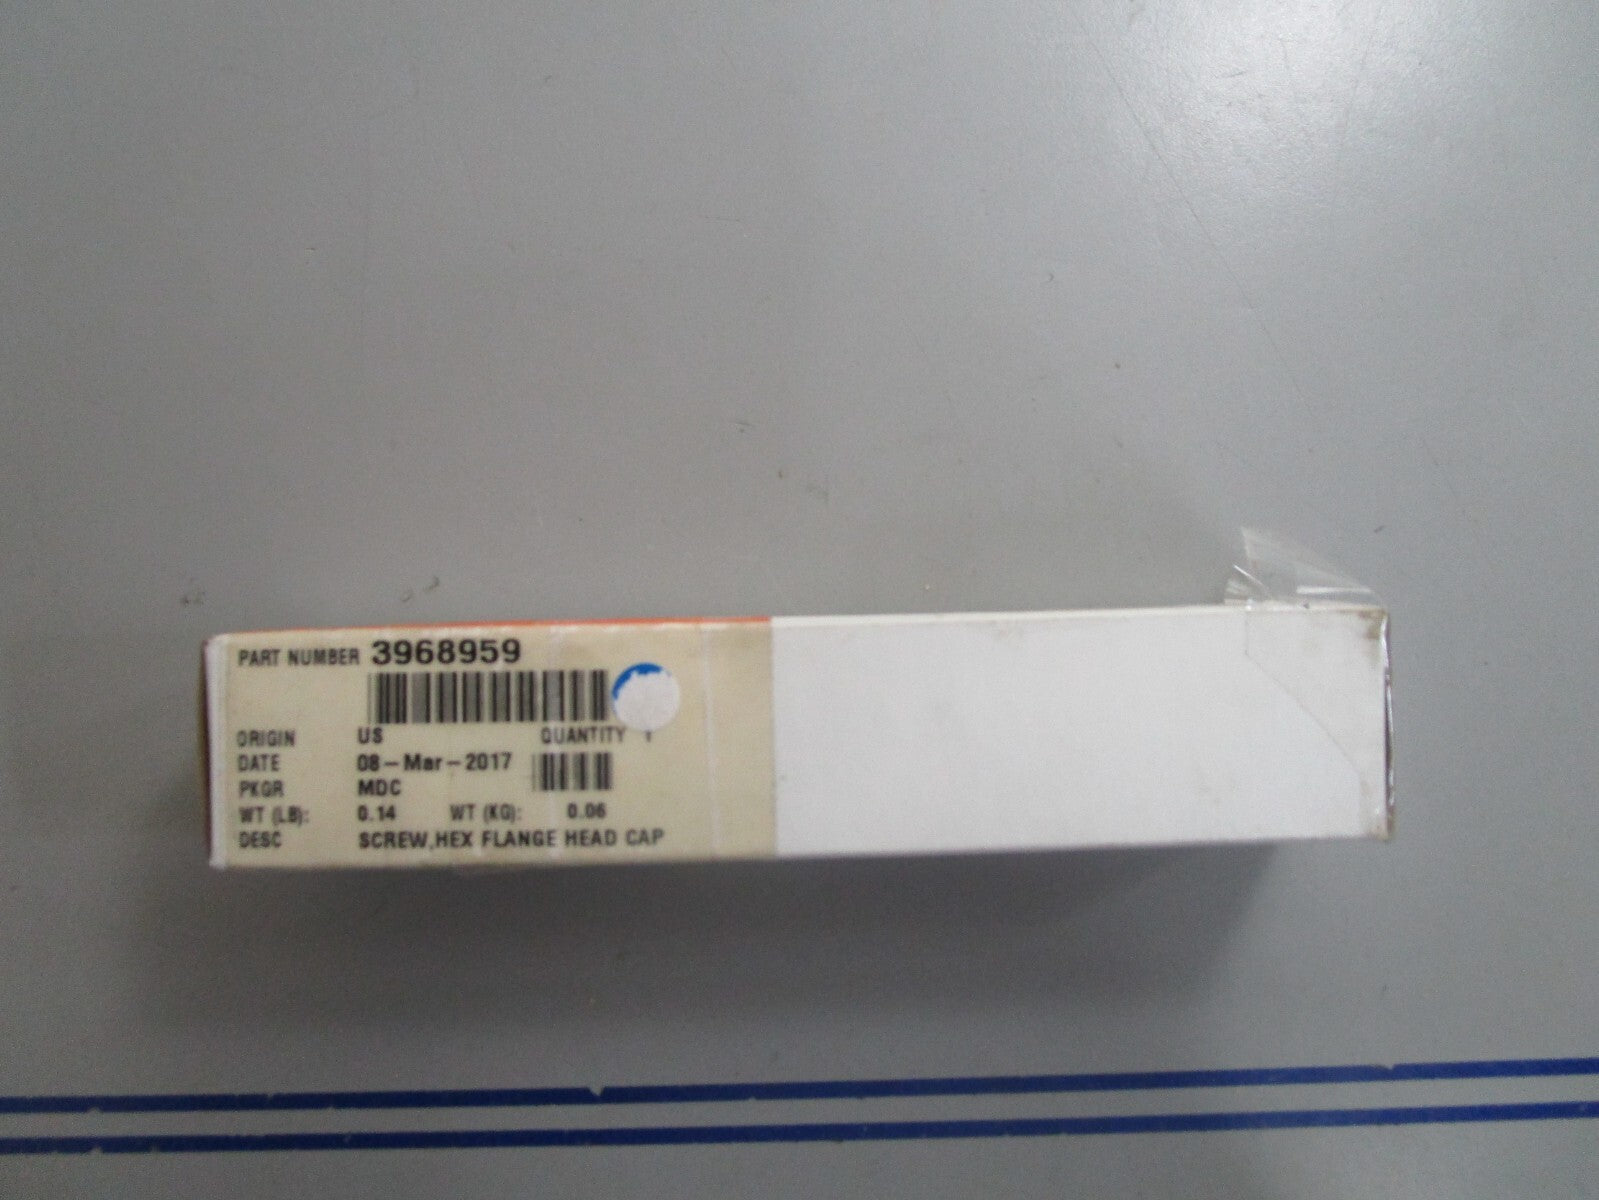 PART NUMBER 3968959
ORIGIN US QUANTITY 1
DATE 08-Mar-2017
PKGR MDC
WT (LB): 0.14 WT (KG): 0.06
DESC SCREW,HEX FLANGE HEAD CAP